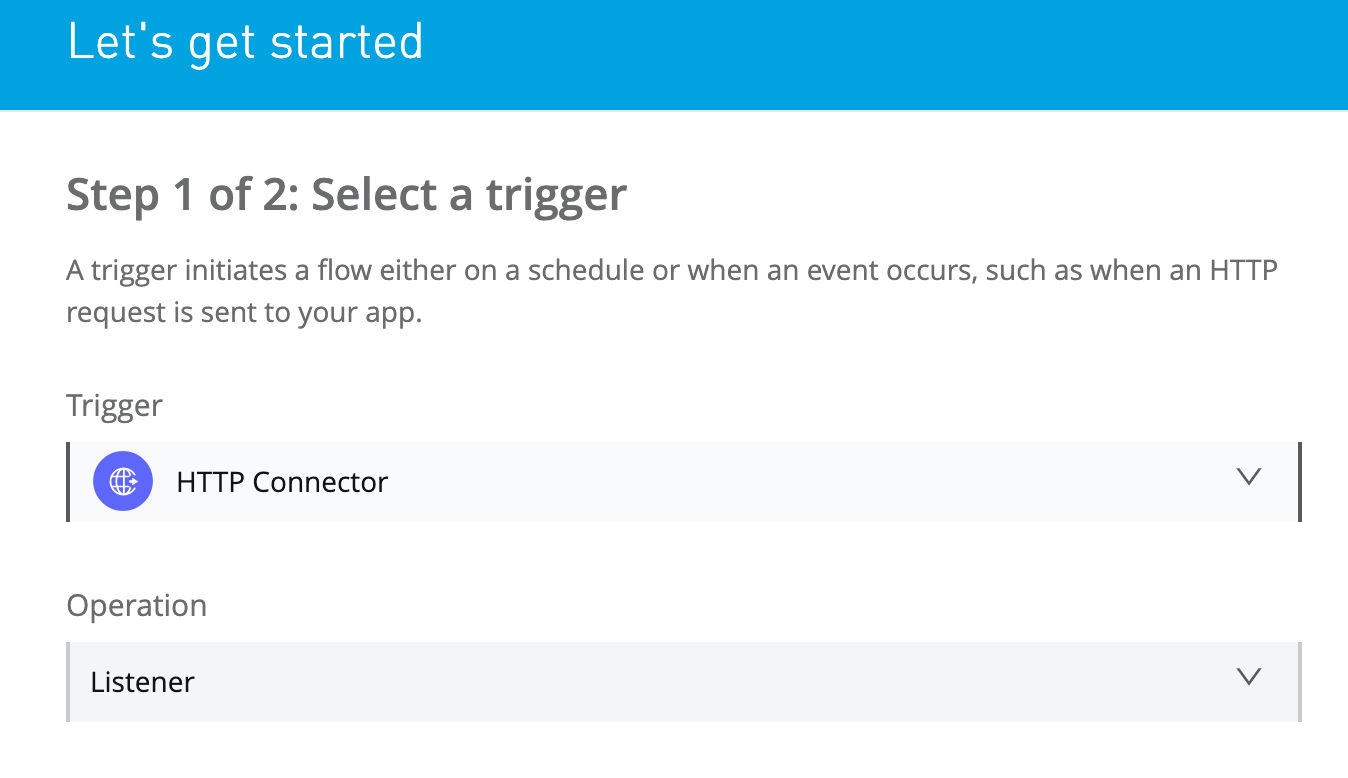 Let's get started
Step 1 of 2: Select a trigger
A trigger initiates a flow either on a schedule or when an event occurs, such as when an HTTP
request is sent to your app.
Trigger
HTTP Connector
Operation
Listener